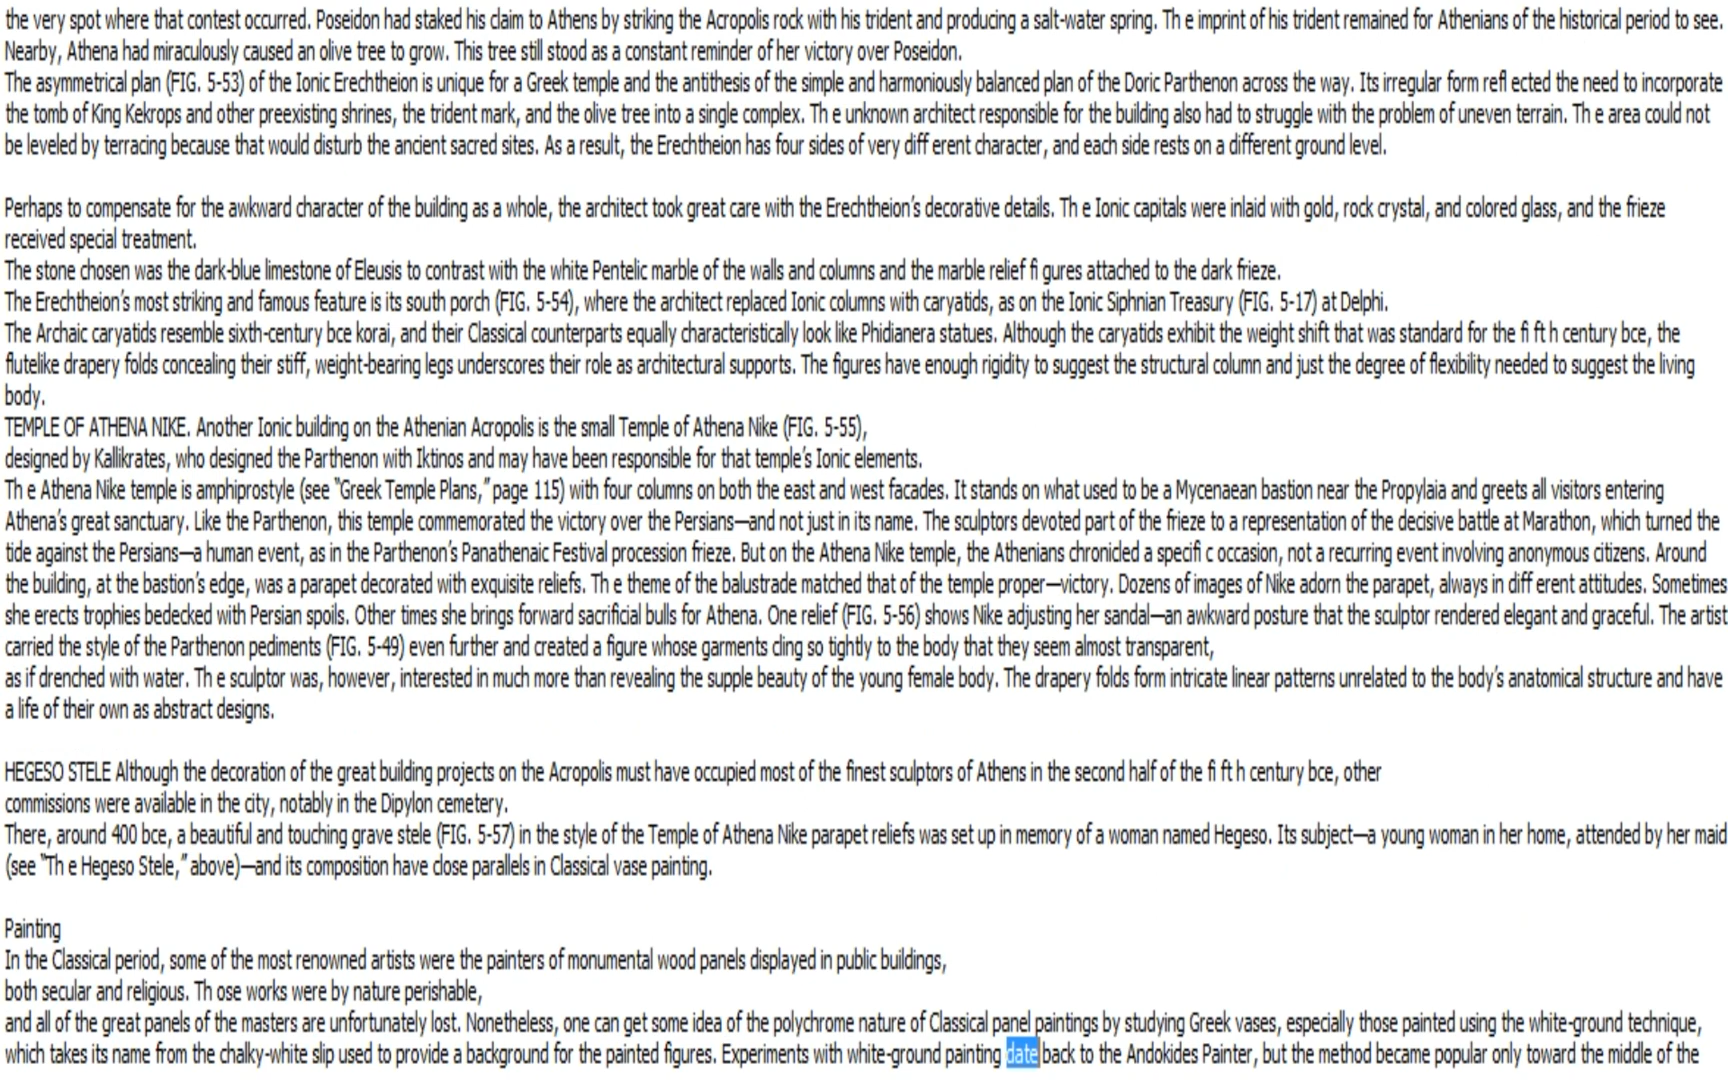 the very spot where that contest occurred. Poseidon had staked his claim to Athens by striking the Acropolis rock with his trident and producing a salt-water spring. Th e imprint of his trident remained for Athenians of the historical period to see.
Nearby, Athena had miraculously caused an olive tree to grow. This tree still stood as a constant reminder of her victory over Poseidon.
The asymmetrical plan (FIG. 5-53) of the Ionic Erechtheion is unique for a Greek temple and the antithesis of the simple and harmoniously balanced plan of the Doric Parthenon across the way. Its irregular form refl ected the need to incorporate
the tomb of King Kekrops and other preexisting shrines, the trident mark, and the olive tree into a single complex. Th e unknown architect responsible for the building also had to struggle with the problem of uneven terrain. Th e area could not
be leveled by terracing because that would disturb the ancient sacred sites. As a result, the Erechtheion has four sides of very diff erent character, and each side rests on a different ground level.
Perhaps to compensate for the awkward character of the building as a whole, the architect took great care with the Erechtheion's decorative details. Th e Ionic capitals were inlaid with gold, rock crystal, and colored glass, and the frieze
received special treatment.
The stone chosen was the dark-blue limestone of Eleusis to contrast with the white Pentelic marble of the walls and columns and the marble relief fi gures attached to the dark frieze.
The Erechtheion's most striking and famous feature is its south porch (FIG. 5-54), where the architect replaced Ionic columns with caryatids, as on the Ionic Siphnian Treasury (FIG. 5-17) at Delphi.
The Archaic caryatids resemble sixth-century bce korai, and their Classical counterparts equally characteristically look like Phidianera statues. Although the caryatids exhibit the weight shift that was standard for the fi ft h century bce, the
flutelike drapery folds concealing their stiff, weight-bearing legs underscores their role as architectural supports. The figures have enough rigidity to suggest the structural column and just the degree of flexibility needed to suggest the living
body.
TEMPLE OF ATHENA NIKE. Another Ionic building on the Athenian Acropolis is the small Temple of Athena Nike (FIG. 5-55),
designed by Kallikrates, who designed the Parthenon with Iktinos and may have been responsible for that temple's Ionic elements.
Th e Athena Nike temple is amphiprostyle (see "Greek Temple Plans," page 115) with four columns on both the east and west facades. It stands on what used to be a Mycenaean bastion near the Propylaia and greets all visitors entering
Athena's great sanctuary. Like the Parthenon, this temple commemorated the victory over the Persians—and not just in its name. The sculptors devoted part of the frieze to a representation of the decisive battle at Marathon, which turned the
tide against the Persians—a human event, as in the Parthenon's Panathenaic Festival procession frieze. But on the Athena Nike temple, the Athenians chronicled a specifi c occasion, not a recurring event involving anonymous citizens. Around
the building, at the bastion's edge, was a parapet decorated with exquisite reliefs. Th e theme of the balustrade matched that of the temple proper—victory. Dozens of images of Nike adorn the parapet, always in diff erent attitudes. Sometimes
she erects trophies bedecked with Persian spoils. Other times she brings forward sacrificial bulls for Athena. One relief (FIG. 5-56) shows Nike adjusting her sandal—an awkward posture that the sculptor rendered elegant and graceful. The artist
carried the style of the Parthenon pediments (FIG. 5-49) even further and created a figure whose garments cling so tightly to the body that they seem almost transparent,
as if drenched with water. Th e sculptor was, however, interested in much more than revealing the supple beauty of the young female body. The drapery folds form intricate linear patterns unrelated to the body's anatomical structure and have
a life of their own as abstract designs.
HEGESO STELE Although the decoration of the great building projects on the Acropolis must have occupied most of the finest sculptors of Athens in the second half of the fi ft h century bce, other
commissions were available in the city, notably in the Dipylon cemetery.
There, around 400 bce, a beautiful and touching grave stele (FIG. 5-57) in the style of the Temple of Athena Nike parapet reliefs was set up in memory of a woman named Hegeso. Its subject—a young woman in her home, attended by her maid
(see "Th e Hegeso Stele," above)—and its composition have close parallels in Classical vase painting.
Painting
In the Classical period, some of the most renowned artists were the painters of monumental wood panels displayed in public buildings,
both secular and religious. Th ose works were by nature perishable,
and all of the great panels of the masters are unfortunately lost. Nonetheless, one can get some idea of the polychrome nature of Classical panel paintings by studying Greek vases, especially those painted using the white-ground technique,
which takes its name from the chalky-white slip used to provide a background for the painted figures. Experiments with white-ground painting date back to the Andokides Painter, but the method became popular only toward the middle of the